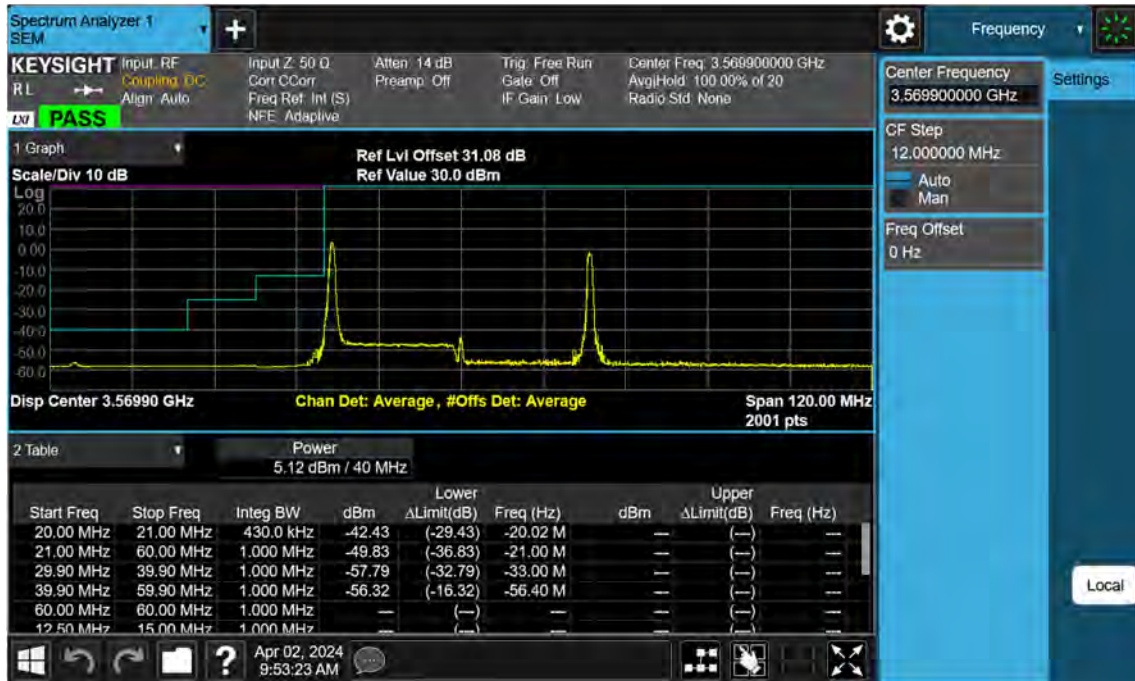 Spectrum Analyzer 1
SEM
Frequency
KEYSIGHT
RL
LXI
PASS
Input: RF
Coupling: DC
Align: Auto
Input Z: 50 Ω
Corr CCorr
Freq Ref: Int (S)
NFE: Adaptive
Atten: 14 dB
Preamp: Off
Trig: Free Run
Gate: Off
IF Gain: Low
Center Freq: 3.569900000 GHz
Avg|Hold: 100.00% of 20
Radio Std: None
Center Frequency
3.569900000 GHz
Settings
CF Step
12.000000 MHz
Auto
Man
Freq Offset
0 Hz
Local
1 Graph
Scale/Div 10 dB
Ref Lvl Offset 31.08 dB
Ref Value 30.0 dBm
Log
20.0
10.0
0.00
-10.0
-20.0
-30.0
-40.0
-50.0
-60.0
Disp Center 3.56990 GHz
Chan Det: Average, #Offs Det: Average
Span 120.00 MHz
2001 pts
2 Table
Power
5.12 dBm / 40 MHz
Lower Upper
Start Freq Stop Freq Integ BW dBm ΔLimit(dB) Freq (Hz) dBm ΔLimit(dB) Freq (Hz)
20.00 MHz 21.00 MHz 430.0 kHz -42.43 (-29.43) -20.02 M --- (---) ---
21.00 MHz 60.00 MHz 1.000 MHz -49.83 (-36.83) -21.00 M --- (---) ---
29.90 MHz 39.90 MHz 1.000 MHz -57.79 (-32.79) -33.00 M --- (---) ---
39.90 MHz 59.90 MHz 1.000 MHz -56.32 (-16.32) -56.40 M --- (---) ---
60.00 MHz 60.00 MHz 1.000 MHz --- (---) --- --- (---) ---
12.50 MHz 15.00 MHz 1.000 MHz --- (---) --- --- (---) ---
?
Apr 02, 2024
9:53:23 AM